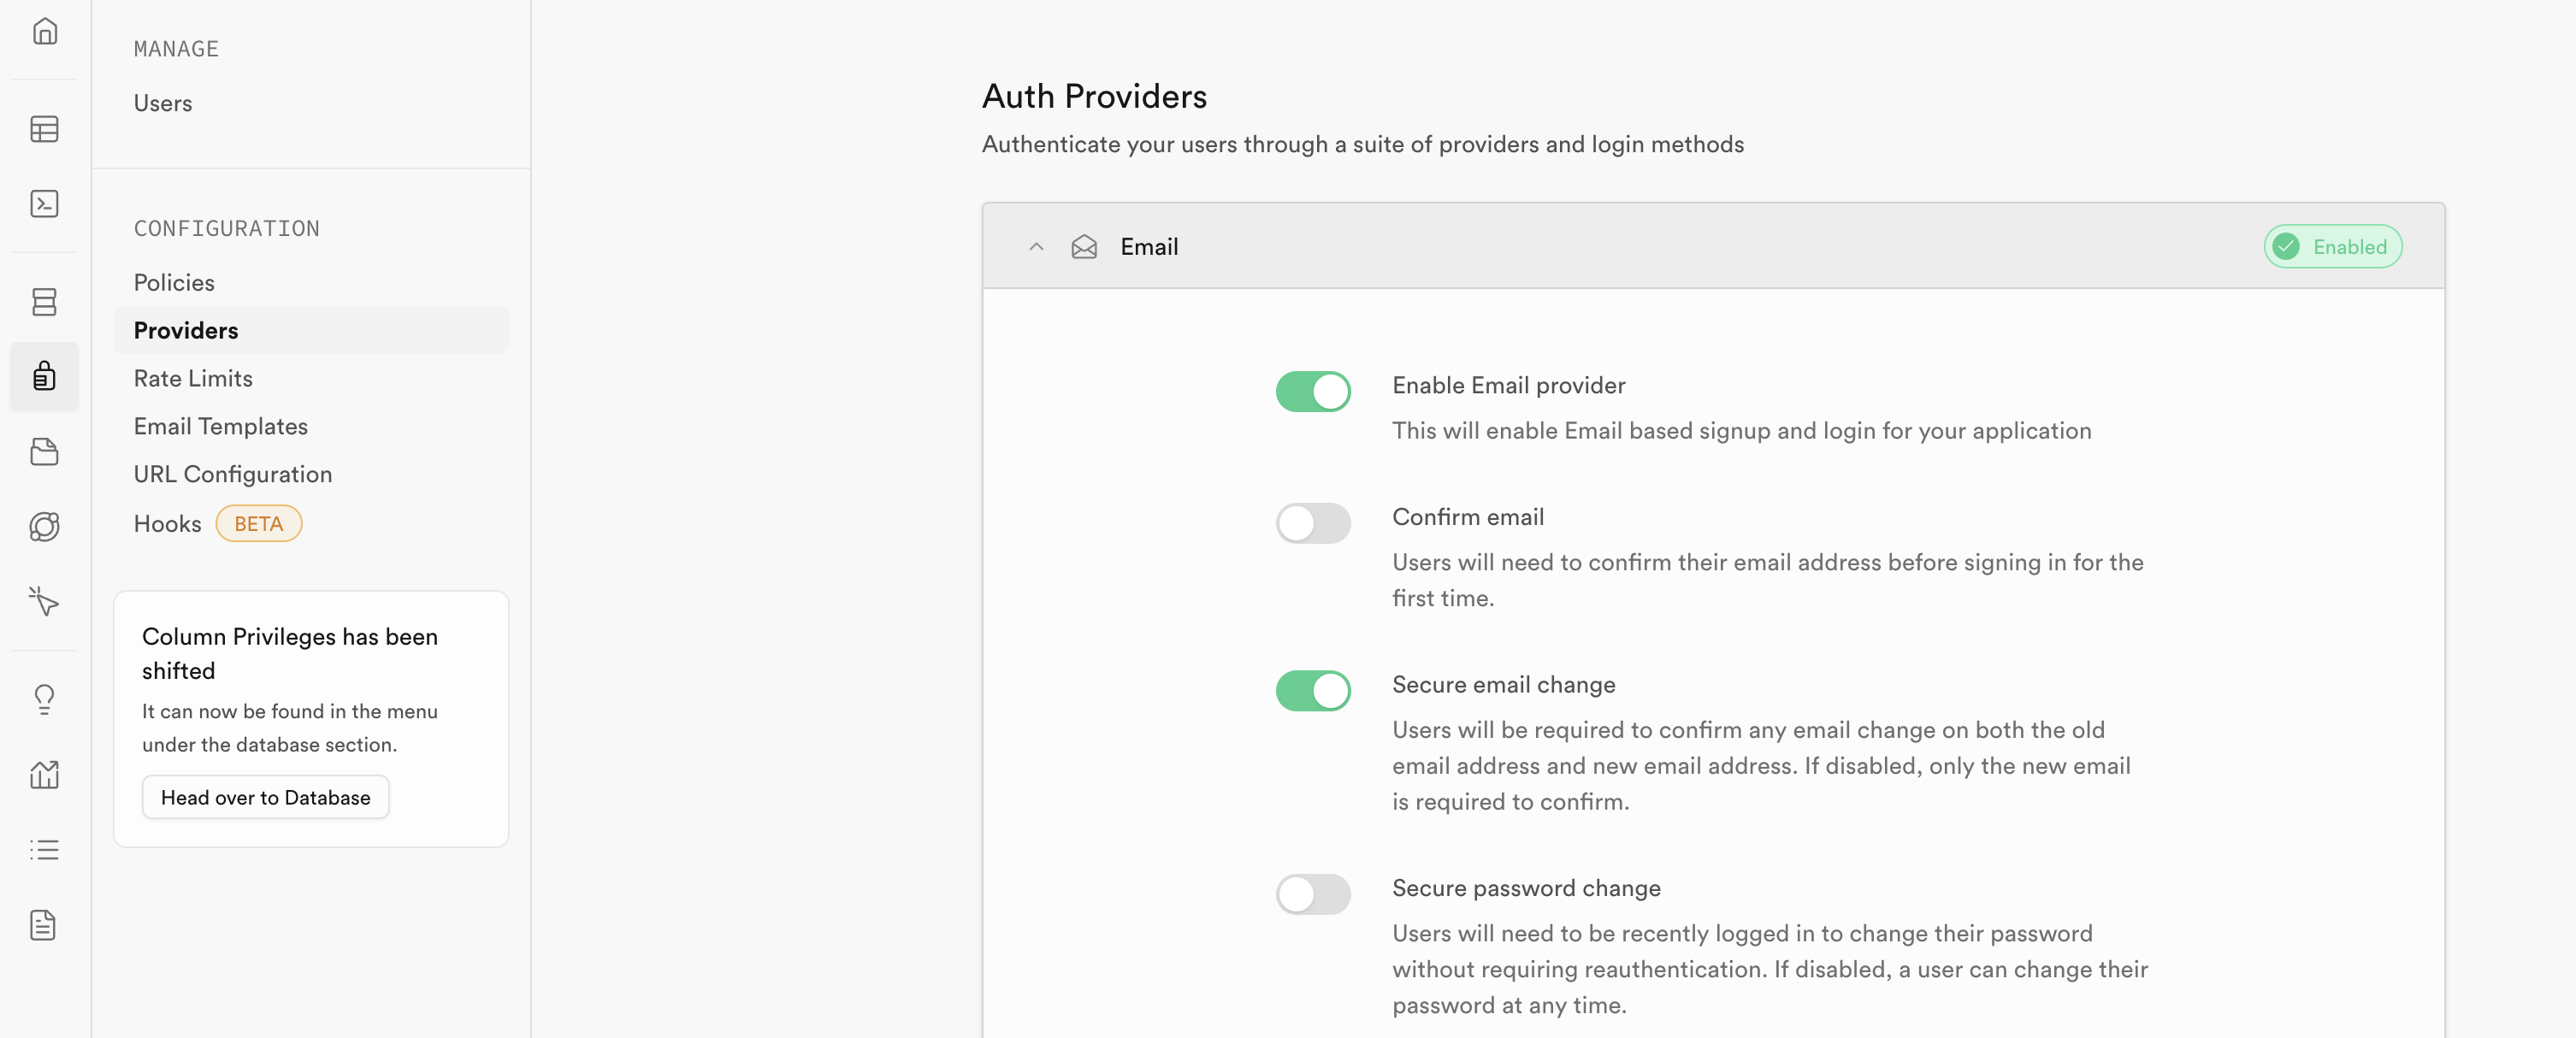 MANAGE
Users
CONFIGURATION
Policies
Providers
Rate Limits
Email Templates
URL Configuration
Hooks BETA
Column Privileges has been
shifted
It can now be found in the menu
under the database section.
Head over to Database
Auth Providers
Authenticate your users through a suite of providers and login methods
Email Enabled
Enable Email provider
This will enable Email based signup and login for your application
Confirm email
Users will need to confirm their email address before signing in for the
first time.
Secure email change
Users will be required to confirm any email change on both the old
email address and new email address. If disabled, only the new email
is required to confirm.
Secure password change
Users will need to be recently logged in to change their password
without requiring reauthentication. If disabled, a user can change their
password at any time.